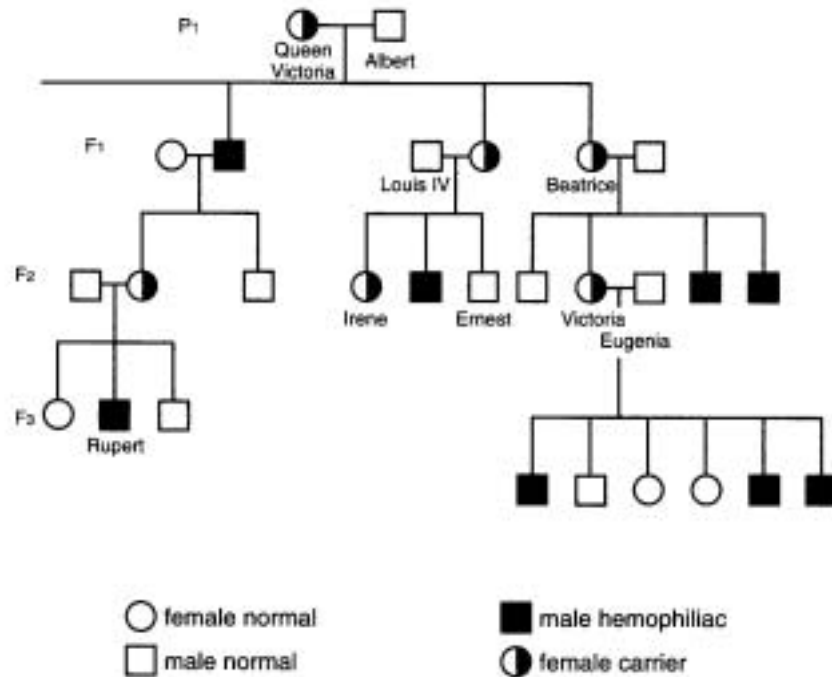 P1
Queen
Victoria
Albert
F1
Louis IV
Beatrice
F2
Irene
Ernest
Victoria
Eugenia
F3
Rupert
female normal
male hemophiliac
male normal
female carrier